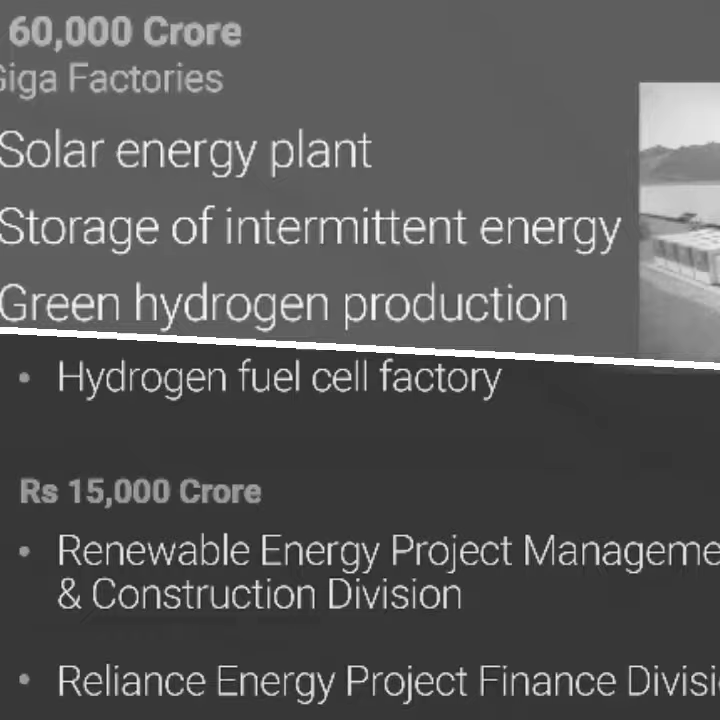 60,000 Crore
Giga Factories
Solar energy plant
Storage of intermittent energy
Green hydrogen production
• Hydrogen fuel cell factory
Rs 15,000 Crore
• Renewable Energy Project Manageme
& Construction Division
• Reliance Energy Project Finance Divisi